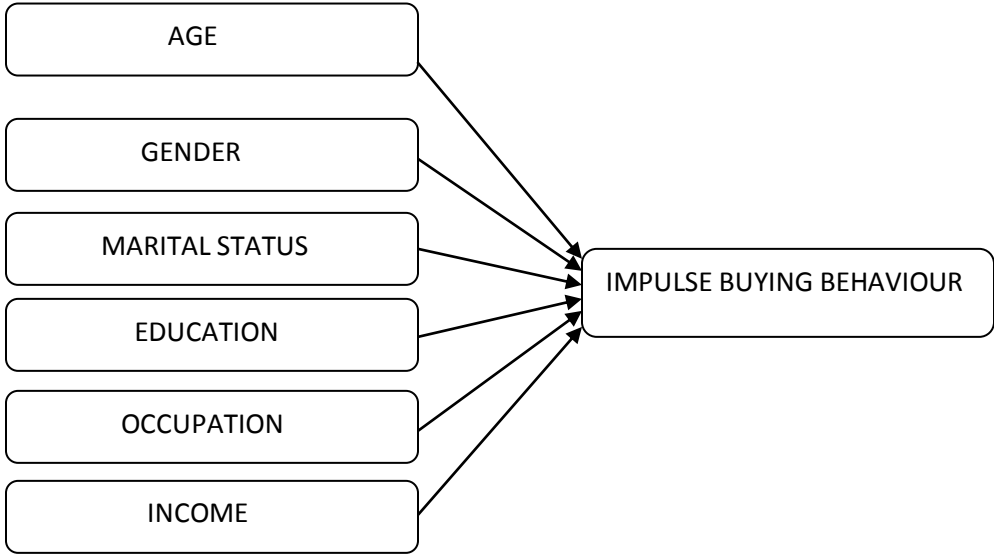 AGE
GENDER
MARITAL STATUS
EDUCATION
OCCUPATION
INCOME
IMPULSE BUYING BEHAVIOUR